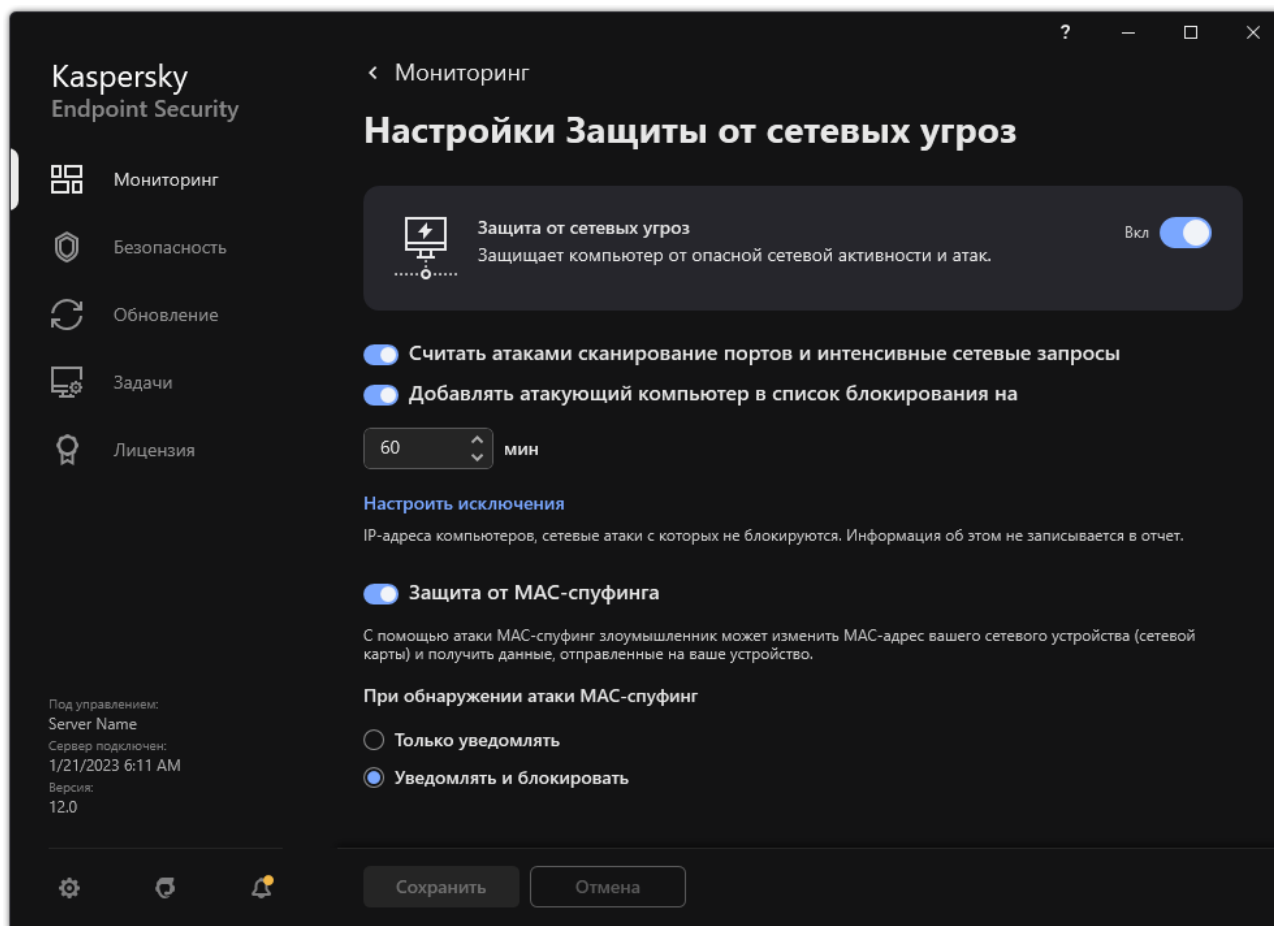 ?
Kaspersky
Endpoint Security
Мониторинг
Безопасность
Обновление
Задачи
Лицензия
Под управлением:
Server Name
Сервер подключен:
1/21/2023 6:11 AM
Версия:
12.0
Мониторинг
Настройки Защиты от сетевых угроз
Защита от сетевых угроз
Защищает компьютер от опасной сетевой активности и атак.
Вкл
Считать атаками сканирование портов и интенсивные сетевые запросы
Добавлять атакующий компьютер в список блокирования на
60 мин
Настроить исключения
IP-адреса компьютеров, сетевые атаки с которых не блокируются. Информация об этом не записывается в отчет.
Защита от MAC-спуфинга
С помощью атаки MAC-спуфинг злоумышленник может изменить MAC-адрес вашего сетевого устройства (сетевой
карты) и получить данные, отправленные на ваше устройство.
При обнаружении атаки MAC-спуфинг
Только уведомлять
Уведомлять и блокировать
Сохранить
Отмена